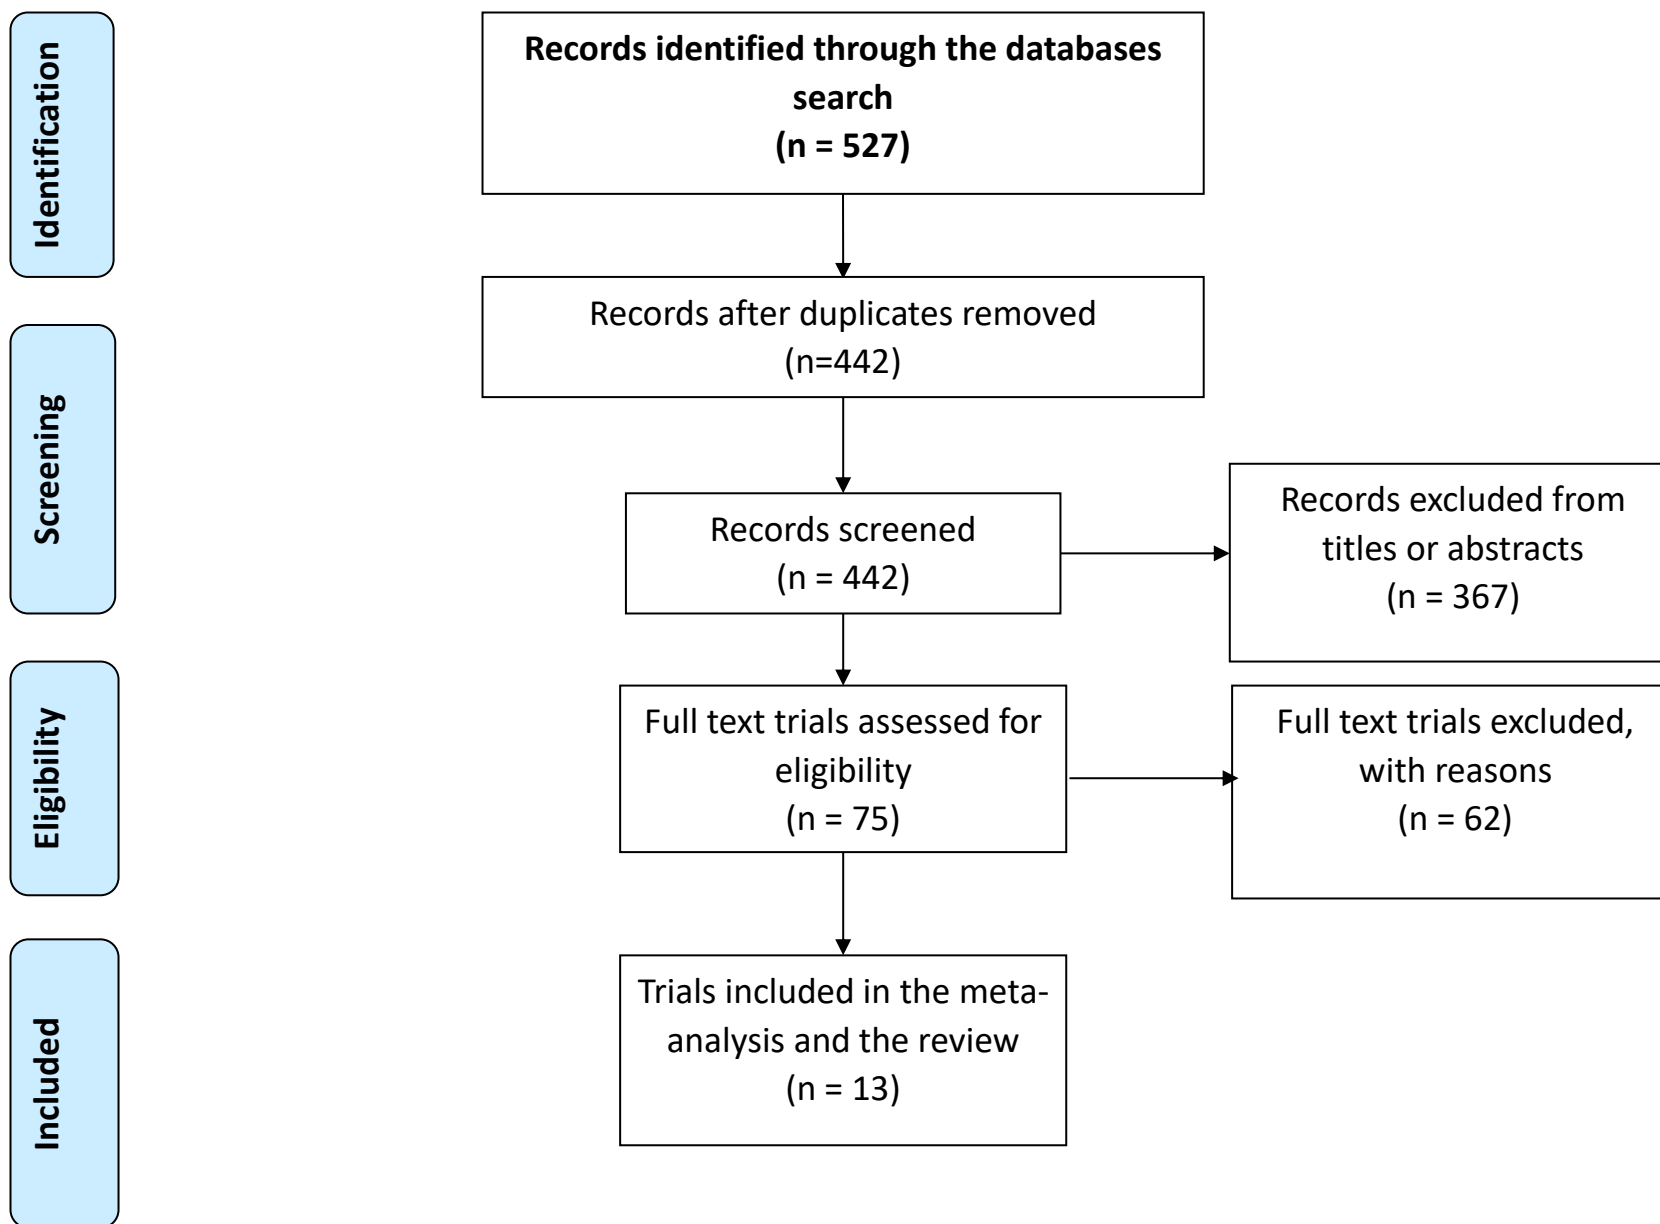 Identification
Records identified through the databases
search
(n = 527)
Records after duplicates removed
(n=442)
Screening
Records screened
(n = 442)
Records excluded from
titles or abstracts
(n = 367)
Eligibility
Full text trials assessed for
eligibility
(n = 75)
Full text trials excluded,
with reasons
(n = 62)
Included
Trials included in the meta-
analysis and the review
(n = 13)